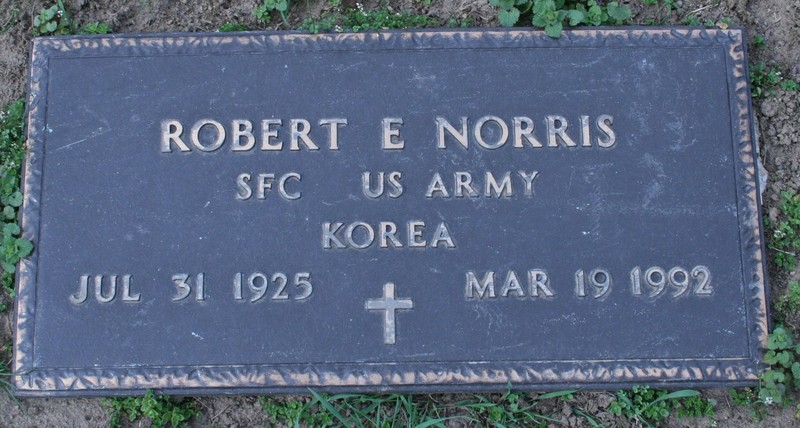 ROBERT E NORRIS
SFC US ARMY
KOREA
JUL 31 1925 MAR 19 1992